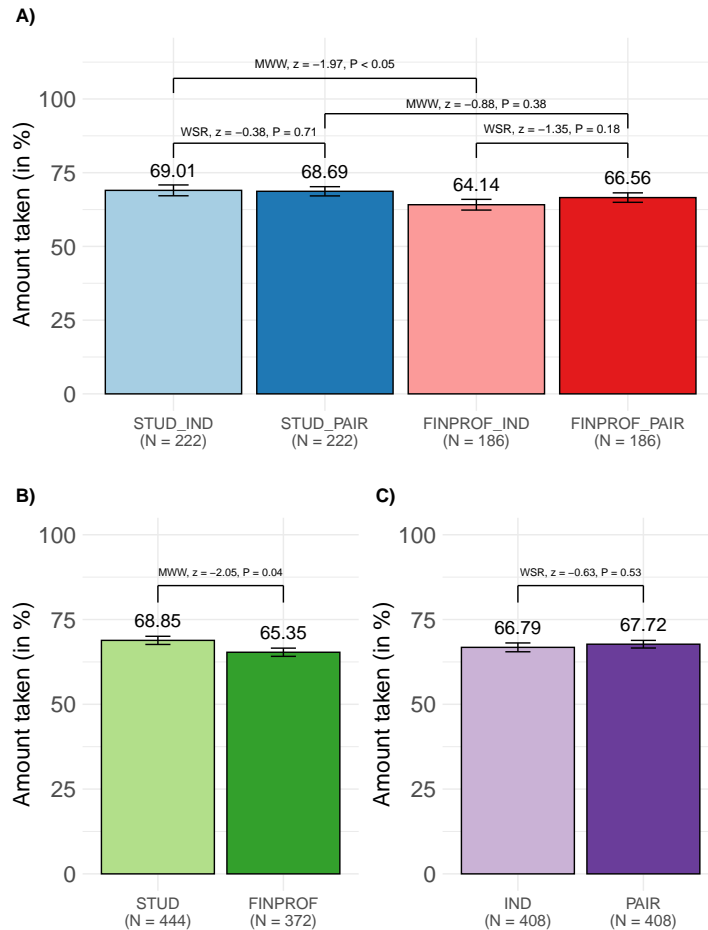 A)
MWW, z = −1.97, P < 0.05
MWW, z = −0.88, P = 0.38
WSR, z = −0.38, P = 0.71
WSR, z = −1.35, P = 0.18
69.01
68.69
64.14
66.56
Amount taken (in %)
100
75
50
25
0
STUD_IND
(N = 222)
STUD_PAIR
(N = 222)
FINPROF_IND
(N = 186)
FINPROF_PAIR
(N = 186)
B)
MWW, z = −2.05, P = 0.04
68.85
65.35
Amount taken (in %)
100
75
50
25
0
STUD
(N = 444)
FINPROF
(N = 372)
C)
WSR, z = −0.63, P = 0.53
66.79
67.72
Amount taken (in %)
100
75
50
25
0
IND
(N = 408)
PAIR
(N = 408)